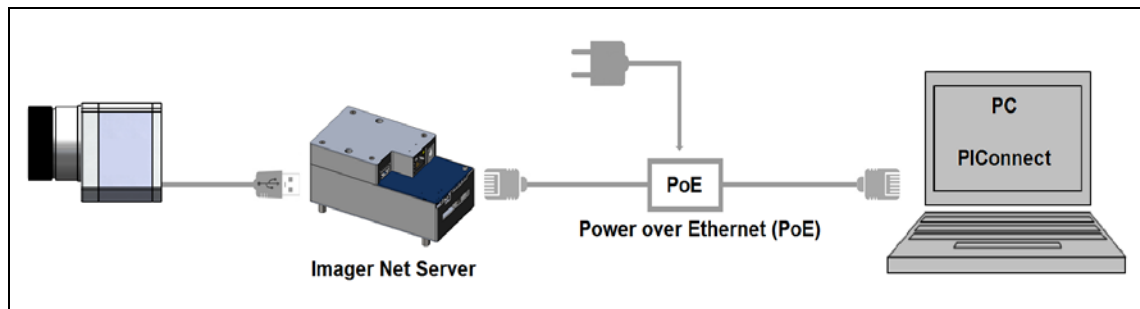 PC
PIConnect
PoE
Power over Ethernet (PoE)
Imager Net Server